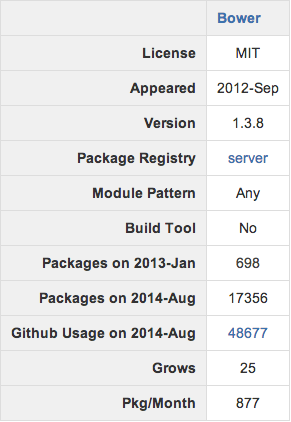 Bower
License MIT
Appeared 2012-Sep
Version 1.3.8
Package Registry server
Module Pattern Any
Build Tool No
Packages on 2013-Jan 698
Packages on 2014-Aug 17356
Github Usage on 2014-Aug 48677
Grows 25
Pkg/Month 877